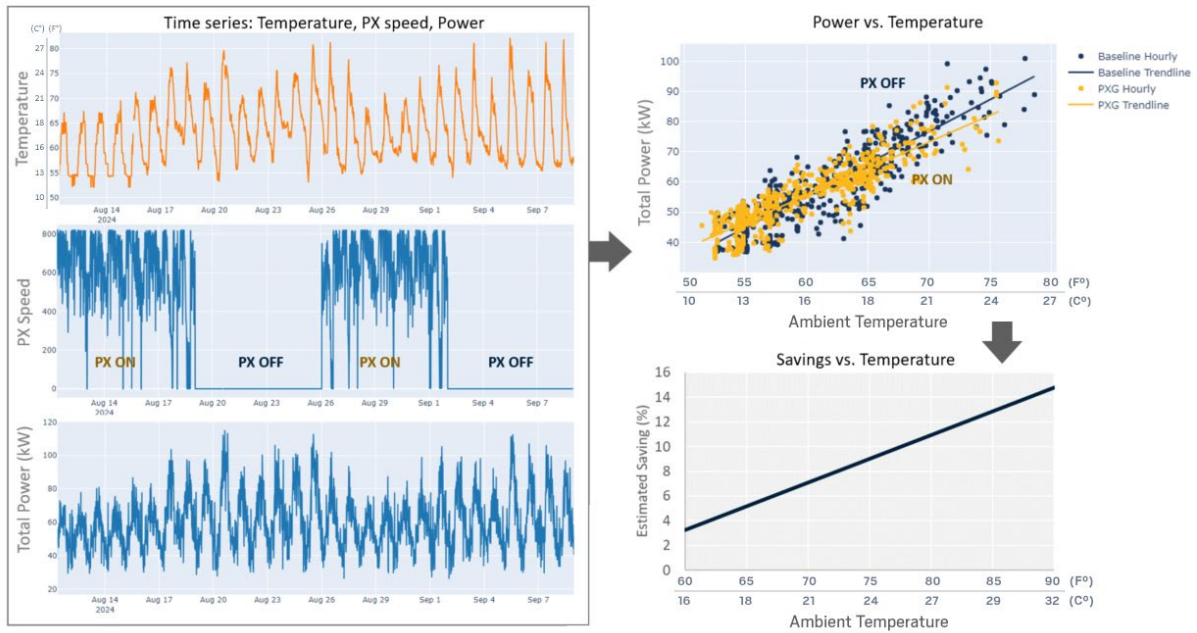 Time series: Temperature, PX speed, Power
(C°) (F°)
Temperature
27 80
24 75
21 70
18 65
16 60
13 55
10 50
Aug 14 Aug 17 Aug 20 Aug 23 Aug 26 Aug 29 Sep 1 Sep 4 Sep 7
2024
PX Speed
800
600
400
200
0
PX ON PX OFF PX ON PX OFF
Aug 14 Aug 17 Aug 20 Aug 23 Aug 26 Aug 29 Sep 1 Sep 4 Sep 7
2024
Total Power (kW)
120
100
80
60
40
20
Aug 14 Aug 17 Aug 20 Aug 23 Aug 26 Aug 29 Sep 1 Sep 4 Sep 7
2024
Power vs. Temperature
Total Power (kW)
100
90
80
70
60
50
40
PX OFF
PX ON
Baseline Hourly
Baseline Trendline
PXG Hourly
PXG Trendline
50 55 60 65 70 75 80 (F°)
10 13 16 18 21 24 27 (C°)
Ambient Temperature
Savings vs. Temperature
Estimated Saving (%)
16
14
12
10
8
6
4
2
0
60 65 70 75 80 85 90 (F°)
16 18 21 24 27 29 32 (C°)
Ambient Temperature